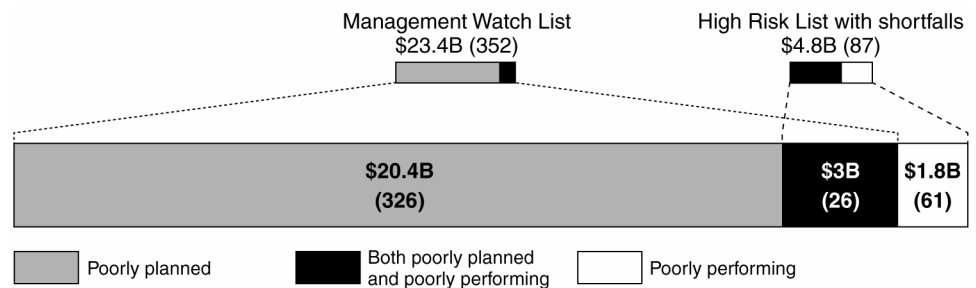 Management Watch List
$23.4B (352)
High Risk List with shortfalls
$4.8B (87)
$20.4B
(326)
$3B
(26)
$1.8B
(61)
Poorly planned
Both poorly planned
and poorly performing
Poorly performing